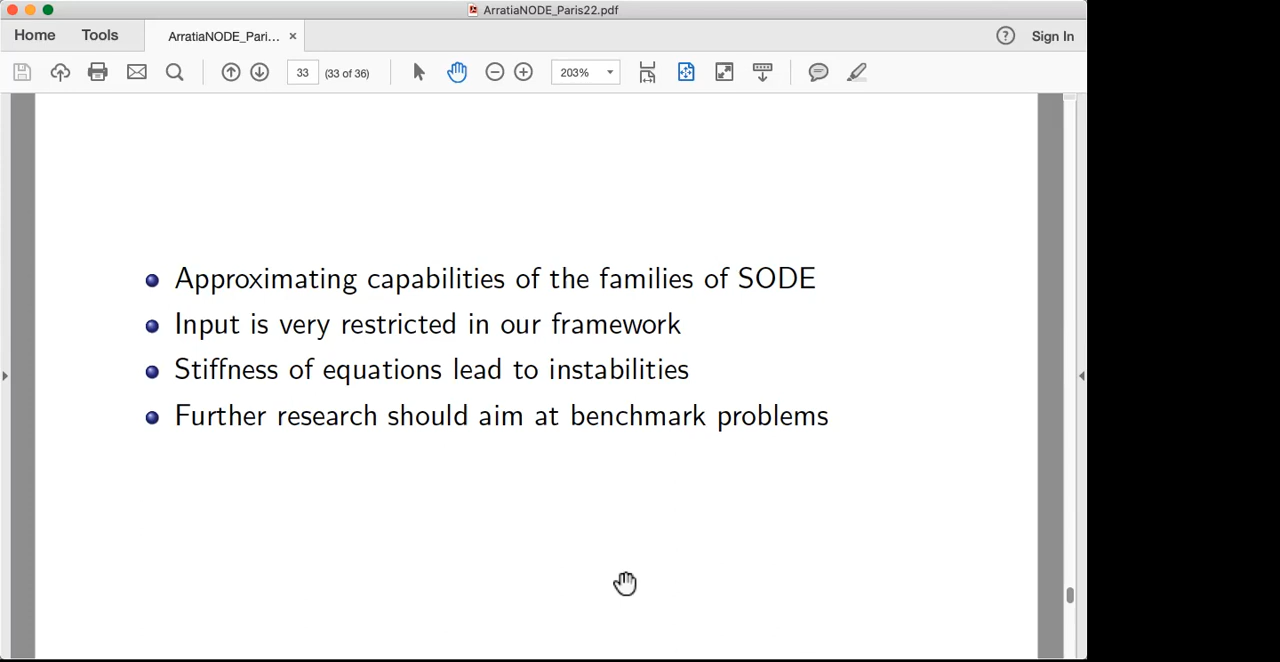 ArratiaNODE_Paris22.pdf
Home Tools ArratiaNODE_Pari... × ? Sign In
33 (33 of 36) 203%
Approximating capabilities of the families of SODE
Input is very restricted in our framework
Stiffness of equations lead to instabilities
Further research should aim at benchmark problems